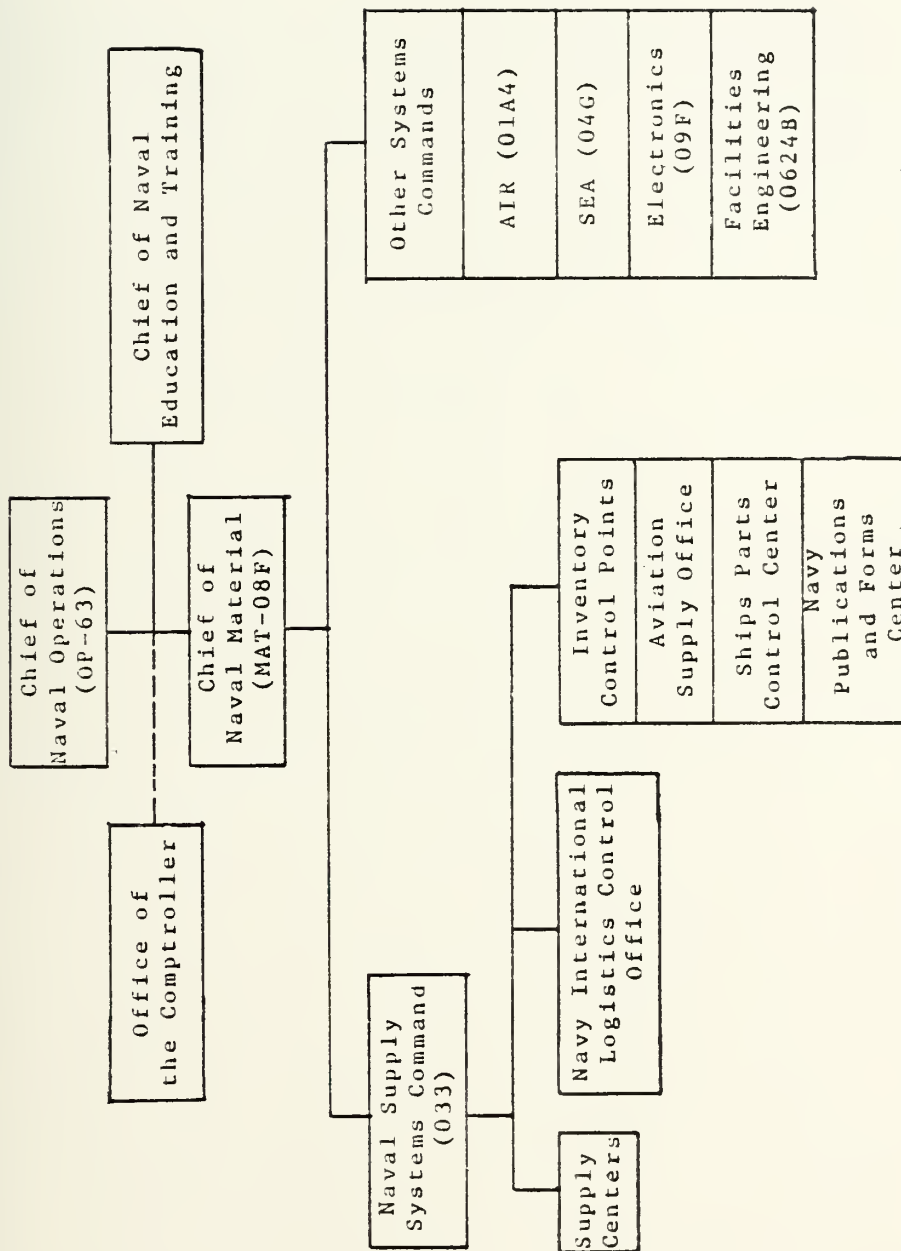 Chief of
Naval Operations
(OP-63)
Office of
the Comptroller
Chief of Naval
Education and Training
Chief of
Naval Material
(MAT-08F)
Naval Supply
Systems Command
(033)
Other Systems
Commands
AIR (01A4)
SEA (04G)
Electronics
(09F)
Facilities
Engineering
(0624B)
Supply
Centers
Navy International
Logistics Control
Office
Inventory
Control Points
Aviation
Supply Office
Ships Parts
Control Center
Navy
Publications
and Forms
Center